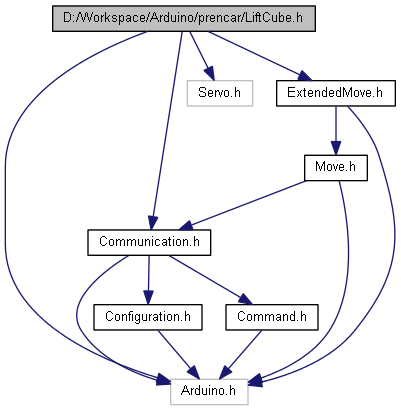 D:/Workspace/Arduino/prencar/LiftCube.h
Servo.h
ExtendedMove.h
Move.h
Communication.h
Configuration.h
Command.h
Arduino.h